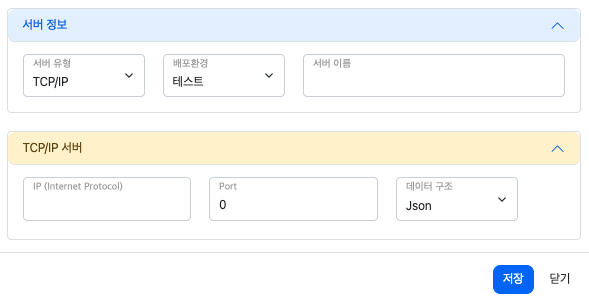 서버 정보
서버 유형 배포환경 서버 이름
TCP/IP 테스트
TCP/IP 서버
IP (Internet Protocol) Port 데이터 구조
0 Json
저장 닫기